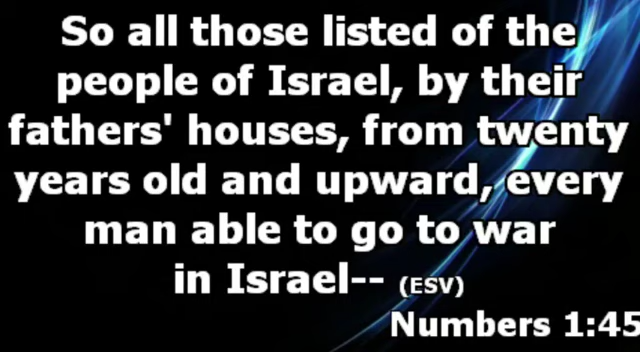 So all those listed of the
people of Israel, by their
fathers' houses, from twenty
years old and upward, every
man able to go to war
in Israel-- (ESV)
Numbers 1:45